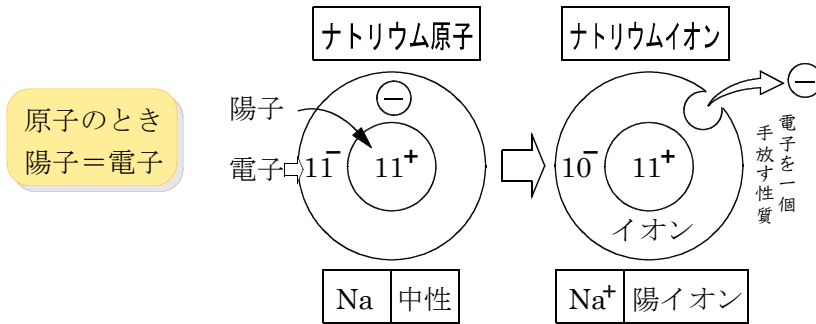 ナトリウム原子
ナトリウムイオン
原子のとき
陽子＝電子
陽子
電子
−
11−
11+
10−
11+
イオン
−
電子を一個
手放す性質
Na 中性
Na+ 陽イオン